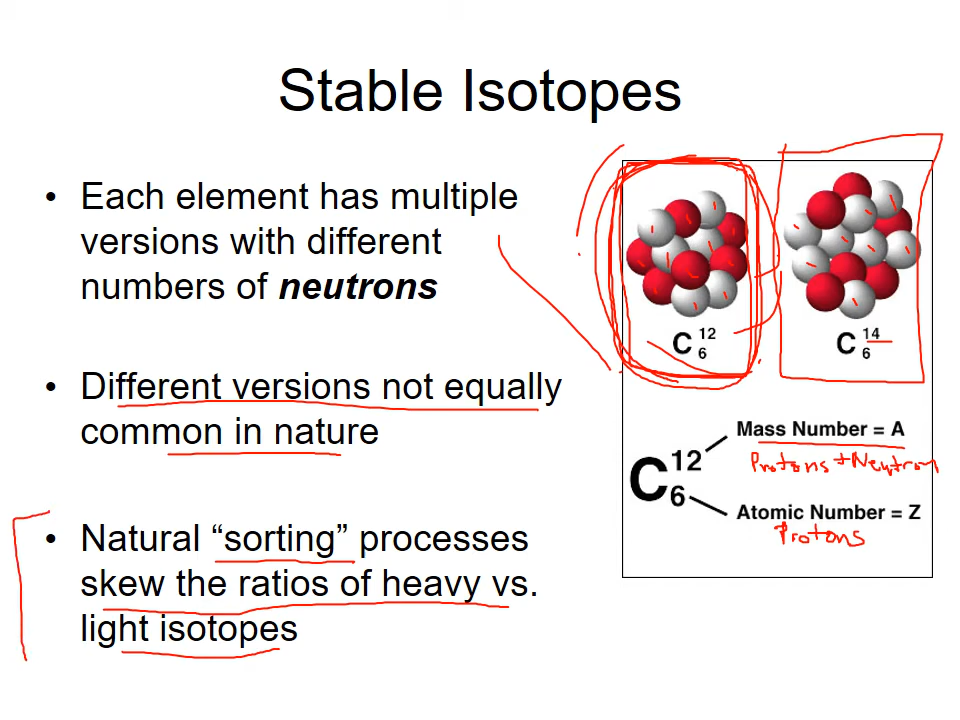 Stable Isotopes
• Each element has multiple
versions with different
numbers of neutrons
• Different versions not equally
common in nature
• Natural “sorting” processes
skew the ratios of heavy vs.
light isotopes
C 12 6
C 14 6
Mass Number = A
Protons + Neutron
C 12 6
Atomic Number = Z
Protons